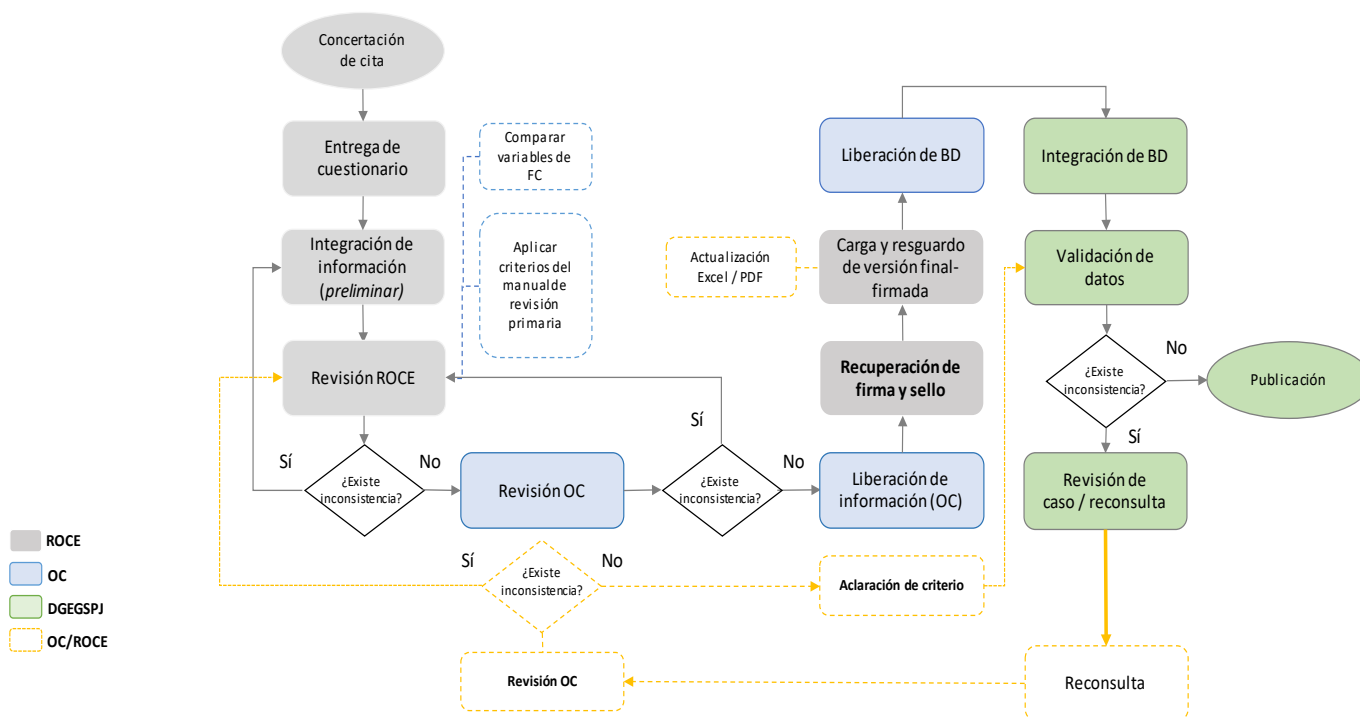 Concertación
de cita
Entrega de
cuestionario
Integración de
información
(preliminar)
Revisión ROCE
Comparar
variables de
FC
Aplicar
criterios del
manual de
revisión
primaria
Sí
¿Existe
inconsistencia?
No
Revisión OC
Sí
¿Existe
inconsistencia?
No
Liberación de
información (OC)
Recuperación de
firma y sello
Carga y resguardo
de versión final-
firmada
Actualización
Excel / PDF
Liberación de BD
Integración de BD
Validación de
datos
¿Existe
inconsistencia?
No
Publicación
Sí
Revisión de
caso / reconsulta
Reconsulta
Revisión OC
Sí
¿Existe
inconsistencia?
No
Aclaración de criterio
ROCE
OC
DGEGSPJ
OC/ROCE